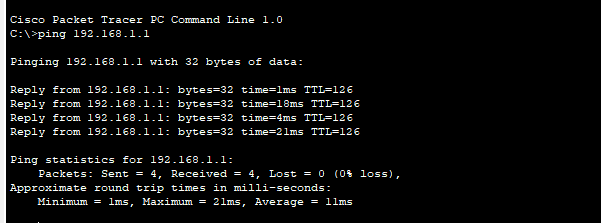 Cisco Packet Tracer PC Command Line 1.0
C:\>ping 192.168.1.1
Pinging 192.168.1.1 with 32 bytes of data:
Reply from 192.168.1.1: bytes=32 time=1ms TTL=126
Reply from 192.168.1.1: bytes=32 time=18ms TTL=126
Reply from 192.168.1.1: bytes=32 time=4ms TTL=126
Reply from 192.168.1.1: bytes=32 time=21ms TTL=126
Ping statistics for 192.168.1.1:
Packets: Sent = 4, Received = 4, Lost = 0 (0% loss),
Approximate round trip times in milli-seconds:
Minimum = 1ms, Maximum = 21ms, Average = 11ms